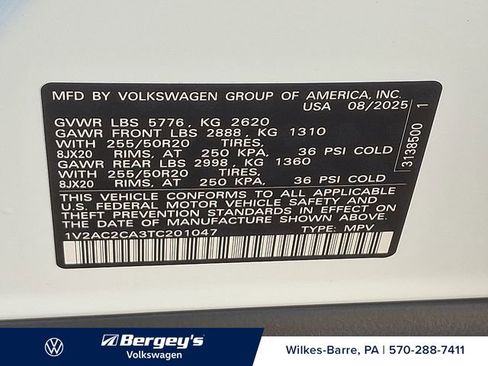 MFD BY VOLKSWAGEN GROUP OF AMERICA, INC.
USA 08/2025
GVWR LBS 5776, KG 2620
GAWR FRONT LBS 2888, KG 1310
WITH 255/50R20 TIRES,
8JX20 RIMS, AT 250 KPA, 36 PSI COLD
GAWR REAR LBS 2998, KG 1360
WITH 255/50R20 TIRES,
8JX20 RIMS, AT 250 KPA, 36 PSI COLD
THIS VEHICLE CONFORMS TO ALL APPLICABLE
U.S. FEDERAL MOTOR VEHICLE SAFETY AND
THEFT PREVENTION STANDARDS IN EFFECT ON
THE DATE OF MANUFACTURE SHOWN ABOVE.
1V2AC2CA3TC201047 TYPE: MPV
3138500 1
Bergey's
Volkswagen
Wilkes-Barre, PA | 570-288-7411